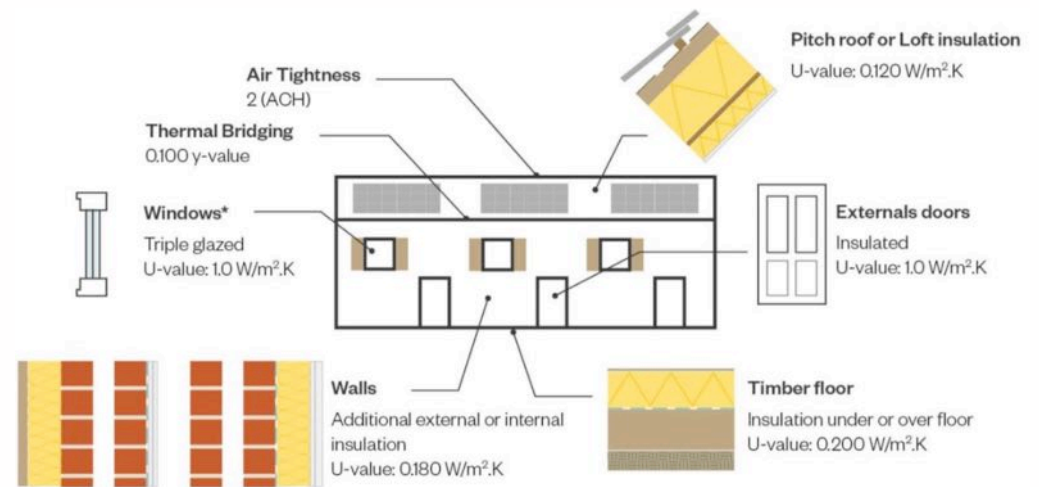 Pitch roof or Loft insulation
U-value: 0.120 W/m².K
Air Tightness
2 (ACH)
Thermal Bridging
0.100 y-value
Windows*
Triple glazed
U-value: 1.0 W/m².K
Externals doors
Insulated
U-value: 1.0 W/m².K
Walls
Additional external or internal
insulation
U-value: 0.180 W/m².K
Timber floor
Insulation under or over floor
U-value: 0.200 W/m².K